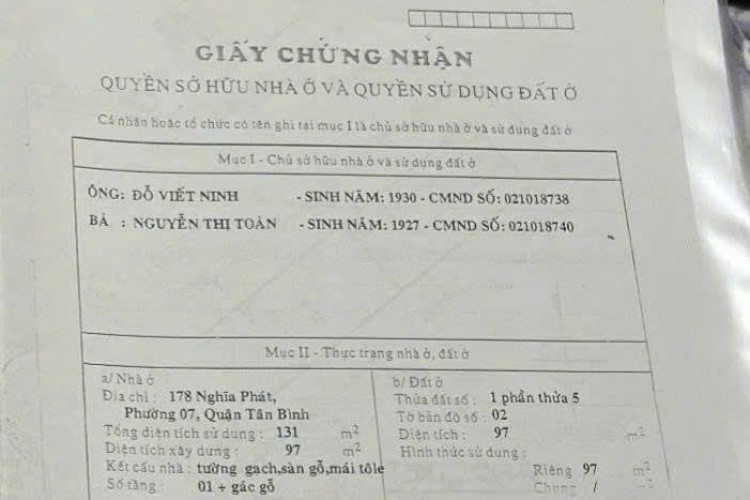 GIẤY CHỨNG NHẬN
QUYỀN SỞ HỮU NHÀ Ở VÀ QUYỀN SỬ DỤNG ĐẤT Ở
Cá nhân hoặc tổ chức có tên ghi tại mục I là chủ sở hữu nhà ở và sử dụng đất ở
Mục I - Chủ sở hữu nhà ở và sử dụng đất ở
ÔNG: ĐỖ VIẾT NINH - SINH NĂM: 1930 - CMND SỐ: 021018738
BÀ : NGUYỄN THỊ TOÀN - SINH NĂM: 1927 - CMND SỐ: 021018740
Mục II - Thực trạng nhà ở, đất ở
a/ Nhà ở
Địa chỉ : 178 Nghĩa Phát,
Phường 07, Quận Tân Bình
Tổng diện tích sử dụng : 131 m²
Diện tích xây dựng : 97 m²
Kết cấu nhà : tường gạch,sàn gỗ,mái tôle
Số tầng : 01 + gác gỗ
b/ Đất ở
Thửa đất số : 1 phần thửa 5
Tờ bản đồ số : 02
Diện tích : 97 m²
Hình thức sử dụng :
Riêng 97 m²
Chung / m²